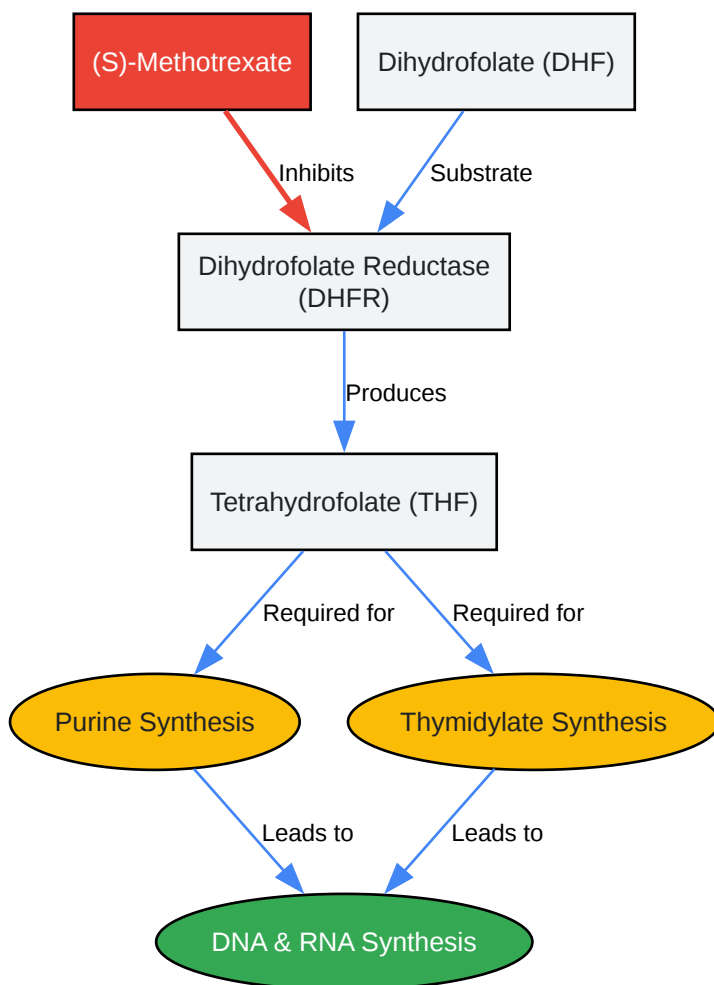 (S)-Methotrexate
Dihydrofolate (DHF)
Inhibits
Substrate
Dihydrofolate Reductase
(DHFR)
Produces
Tetrahydrofolate (THF)
Required for
Required for
Purine Synthesis
Thymidylate Synthesis
Leads to
Leads to
DNA & RNA Synthesis